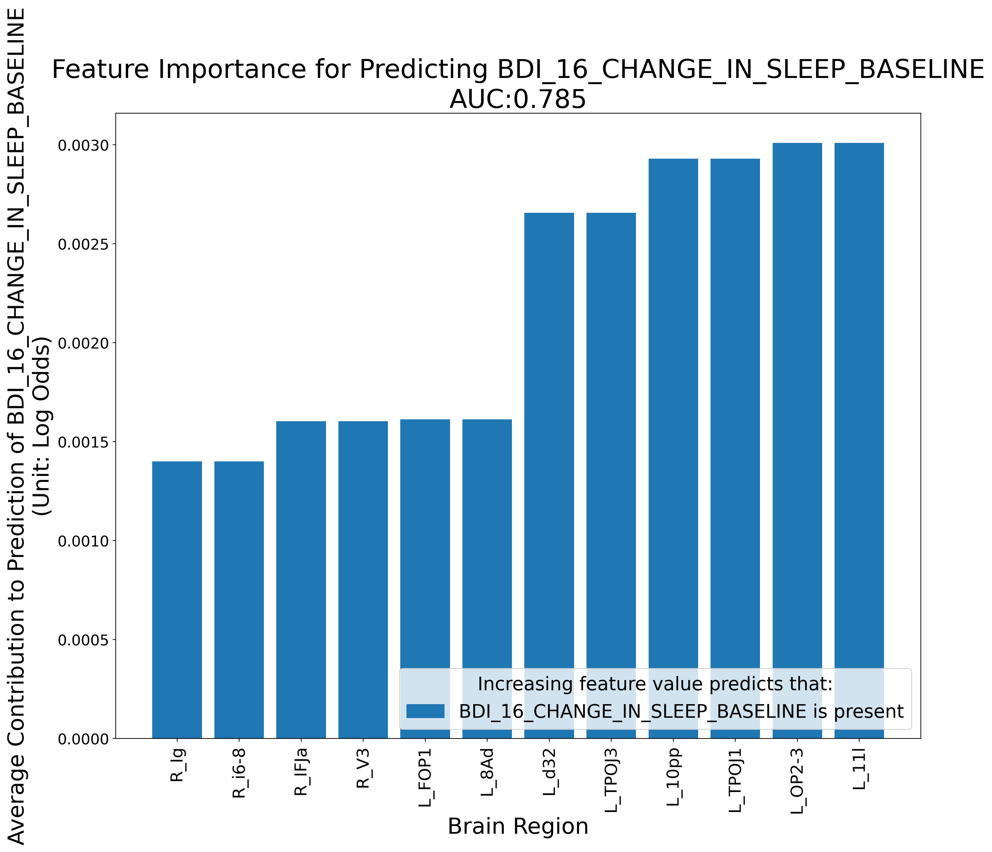 Feature Importance for Predicting BDI_16_CHANGE_IN_SLEEP_BASELINE
AUC:0.785
Average Contribution to Prediction of BDI_16_CHANGE_IN_SLEEP_BASELINE
(Unit: Log Odds)
0.0030
0.0025
0.0020
0.0015
0.0010
0.0005
0.0000
Increasing feature value predicts that:
BDI_16_CHANGE_IN_SLEEP_BASELINE is present
R_Ig
R_i6-8
R_IFJa
R_V3
L_FOP1
L_8Ad
L_d32
L_TPOJ3
L_10pp
L_TPOJ1
L_OP2-3
L_11l
Brain Region